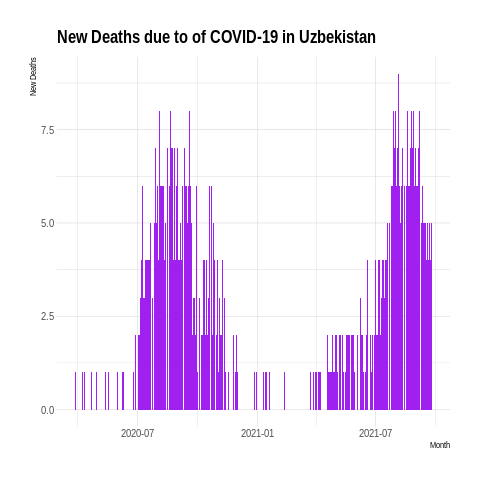 New Deaths due to of COVID-19 in Uzbekistan
New Deaths
7.5
5.0
2.5
0.0
2020-07 2021-01 2021-07
Month